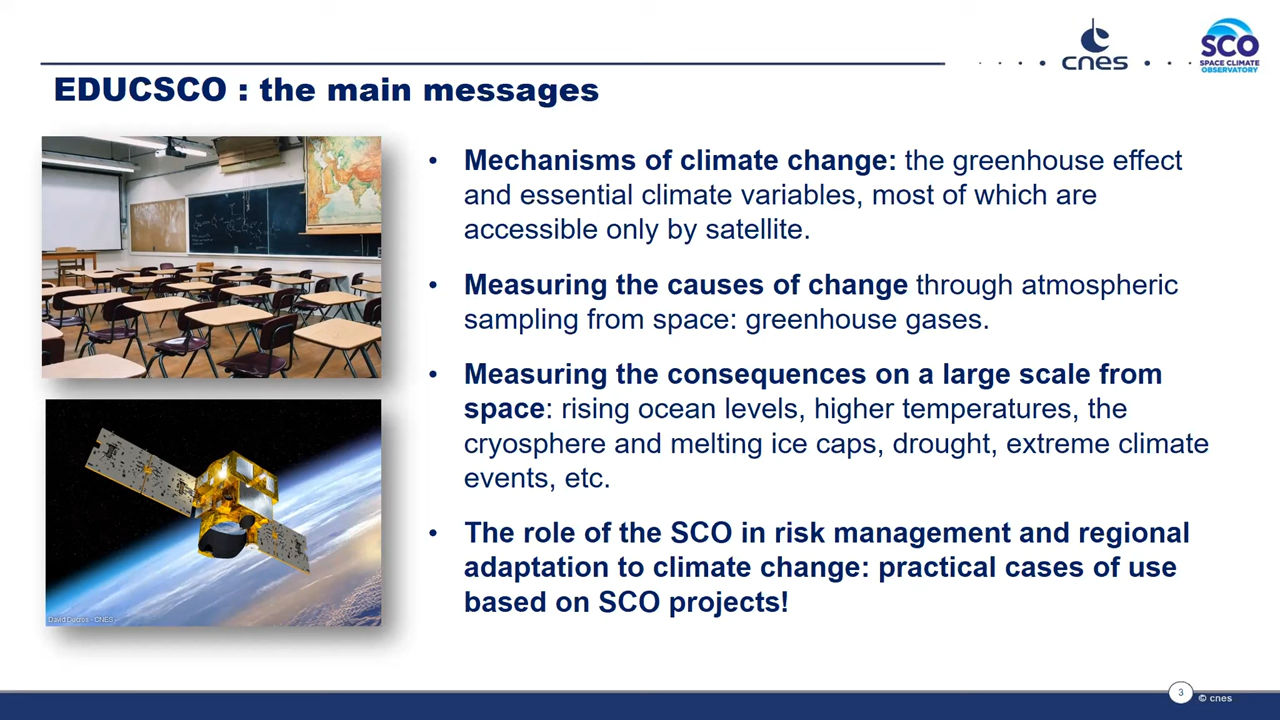 cnes
SCO
SPACE CLIMATE
OBSERVATORY
EDUCSCO : the main messages
• Mechanisms of climate change: the greenhouse effect
and essential climate variables, most of which are
accessible only by satellite.
• Measuring the causes of change through atmospheric
sampling from space: greenhouse gases.
• Measuring the consequences on a large scale from
space: rising ocean levels, higher temperatures, the
cryosphere and melting ice caps, drought, extreme climate
events, etc.
• The role of the SCO in risk management and regional
adaptation to climate change: practical cases of use
based on SCO projects!
David Ducros - CNES
3
© cnes